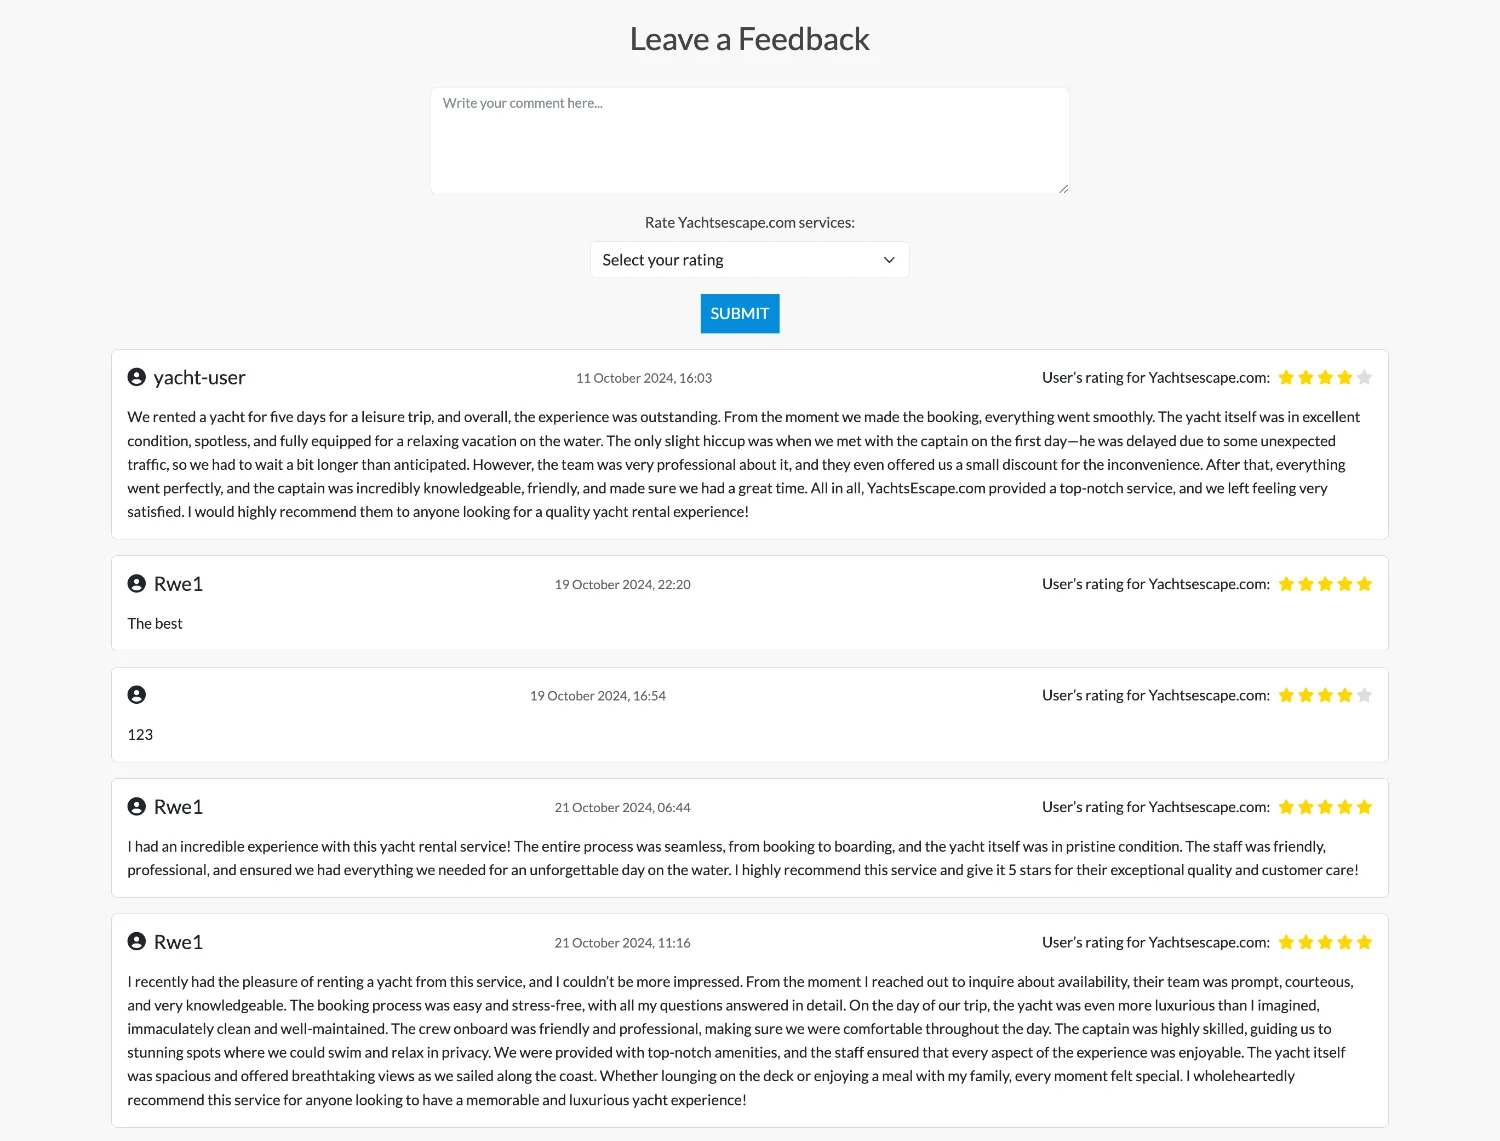 Leave a Feedback
Write your comment here...
Rate Yachtsescape.com services:
Select your rating
SUBMIT
yacht-user 11 October 2024, 16:03 User's rating for Yachtsescape.com:
We rented a yacht for five days for a leisure trip, and overall, the experience was outstanding. From the moment we made the booking, everything went smoothly. The yacht itself was in excellent
condition, spotless, and fully equipped for a relaxing vacation on the water. The only slight hiccup was when we met with the captain on the first day—he was delayed due to some unexpected
traffic, so we had to wait a bit longer than anticipated. However, the team was very professional about it, and they even offered us a small discount for the inconvenience. After that, everything
went perfectly, and the captain was incredibly knowledgeable, friendly, and made sure we had a great time. All in all, YachtsEscape.com provided a top-notch service, and we left feeling very
satisfied. I would highly recommend them to anyone looking for a quality yacht rental experience!
Rwe1 19 October 2024, 22:20 User's rating for Yachtsescape.com:
The best
19 October 2024, 16:54 User's rating for Yachtsescape.com:
123
Rwe1 21 October 2024, 06:44 User's rating for Yachtsescape.com:
I had an incredible experience with this yacht rental service! The entire process was seamless, from booking to boarding, and the yacht itself was in pristine condition. The staff was friendly,
professional, and ensured we had everything we needed for an unforgettable day on the water. I highly recommend this service and give it 5 stars for their exceptional quality and customer care!
Rwe1 21 October 2024, 11:16 User's rating for Yachtsescape.com:
I recently had the pleasure of renting a yacht from this service, and I couldn't be more impressed. From the moment I reached out to inquire about availability, their team was prompt, courteous,
and very knowledgeable. The booking process was easy and stress-free, with all my questions answered in detail. On the day of our trip, the yacht was even more luxurious than I imagined,
immaculately clean and well-maintained. The crew onboard was friendly and professional, making sure we were comfortable throughout the day. The captain was highly skilled, guiding us to
stunning spots where we could swim and relax in privacy. We were provided with top-notch amenities, and the staff ensured that every aspect of the experience was enjoyable. The yacht itself
was spacious and offered breathtaking views as we sailed along the coast. Whether lounging on the deck or enjoying a meal with my family, every moment felt special. I wholeheartedly
recommend this service for anyone looking to have a memorable and luxurious yacht experience!